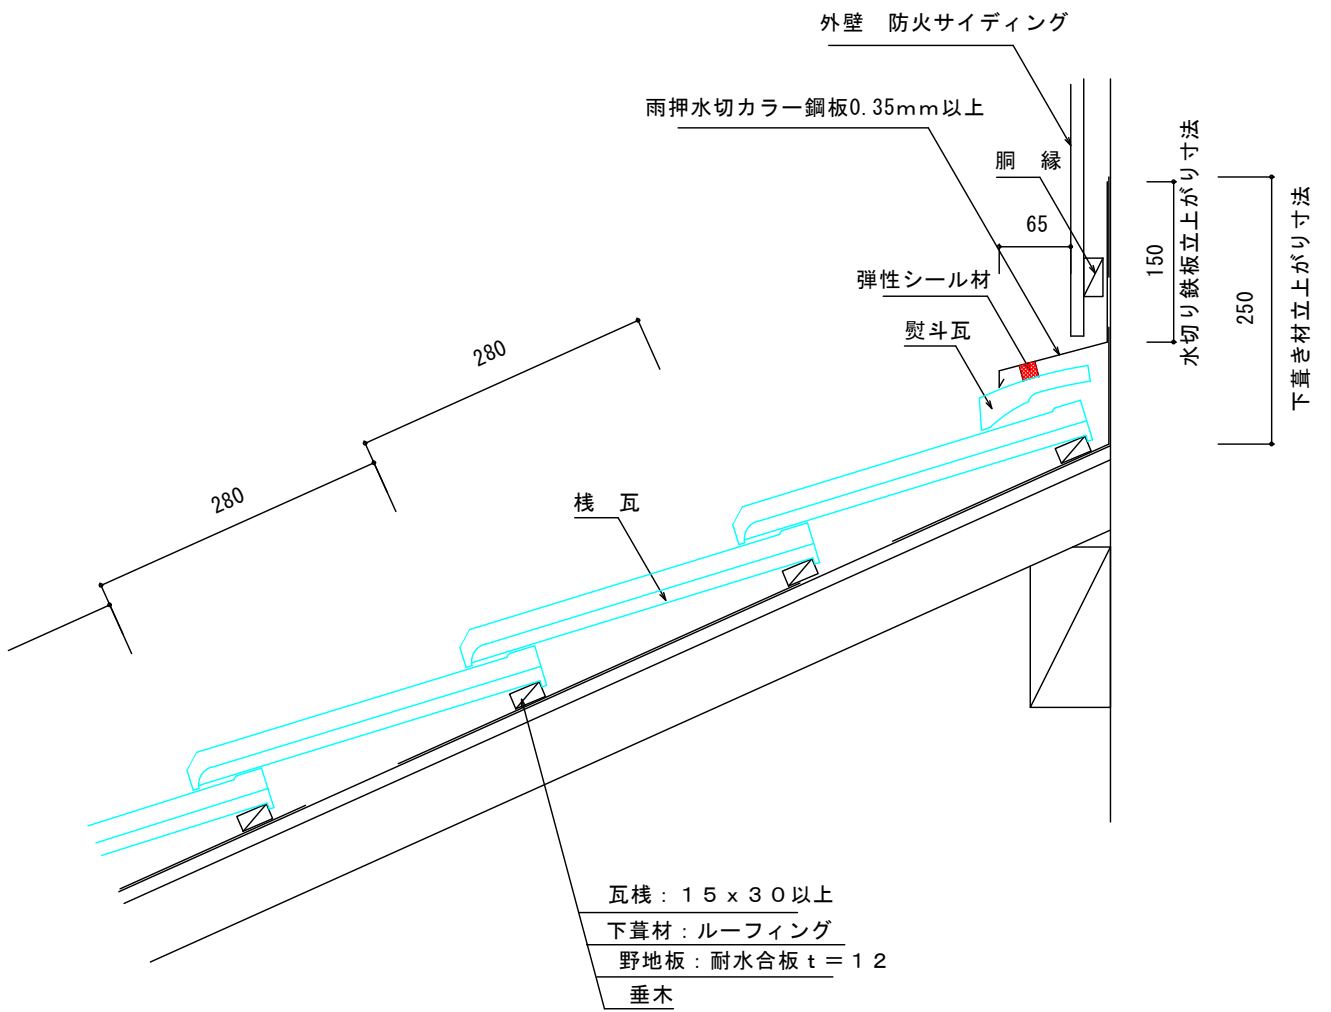 外壁　防火サイディング
雨押水切カラー鋼板0.35mm以上
胴　縁
65
弾性シール材
熨斗瓦
150
水切り鉄板立上がり寸法
250
下葺き材立上がり寸法
280
280
桟　瓦
瓦桟：１５ｘ３０以上
下葺材：ルーフィング
野地板：耐水合板ｔ＝１２
垂木